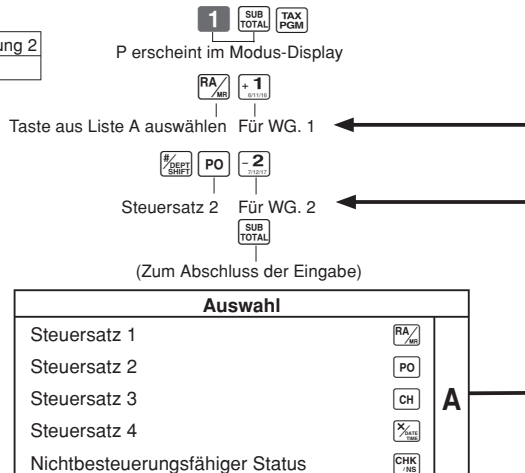 1 SUB TOTAL TAX PGM
ung 2
P erscheint im Modus-Display
RA/MR + 1 6/11/16
Taste aus Liste A auswählen Für WG. 1
#/DEPT SHIFT PO - 2 7/12/17
Steuersatz 2 Für WG. 2
SUB TOTAL
(Zum Abschluss der Eingabe)
Auswahl
Steuersatz 1 RA/MR
Steuersatz 2 PO
Steuersatz 3 CH
A
Steuersatz 4 X/DATE TIME
Nichtbesteuerungsfähiger Status CHK/NS